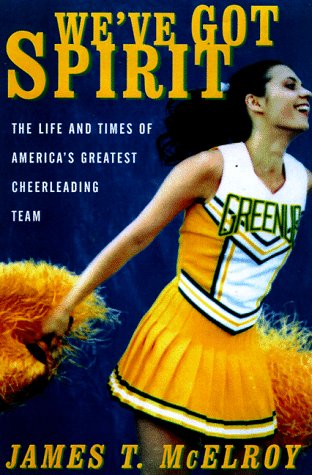 WE'VE GOT
SPIRIT
THE LIFE AND TIMES OF
AMERICA'S GREATEST
CHEERLEADING
TEAM
GREENUP
JAMES T. McELROY